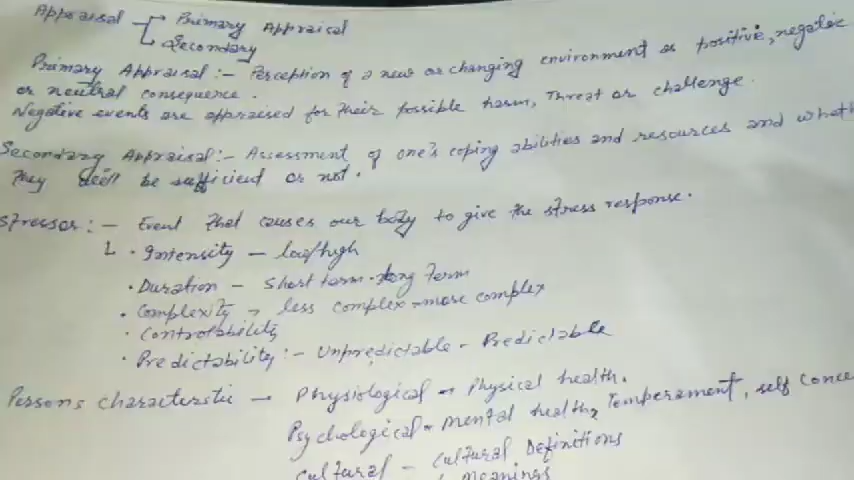 Appraisal → Primary Appraisal
Secondary
Primary Appraisal :- Perception of a new or changing environment as positive, negative
or neutral consequence.
Negative events are appraised for their possible harm, Threat or challenge.
Secondary Appraisal :- Assessment of one's coping abilities and resources and wheth
They will be sufficient or not.
Stressor :- Event That causes our body to give the stress response.
• Intensity - low/high
• Duration - Short term - long Term
• Complexity → less complex - more complex
• Controlability
• Predictability :- Unpredictable - Predictable
Persons characterstic → Physiological → Physical health.
Psychological → mental health, Temperament, self Conce
Cultural - Cultural Definitions
meanings